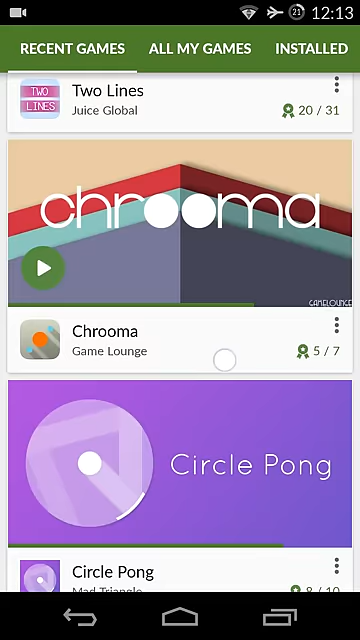 21
12:13
RECENT GAMES
ALL MY GAMES
INSTALLED
TWO
LINES
Two Lines
Juice Global
20 / 31
chrooma
GAMELOUNGE
Chrooma
Game Lounge
5 / 7
Circle Pong
Circle Pong
Mad Triangle
8 / 10